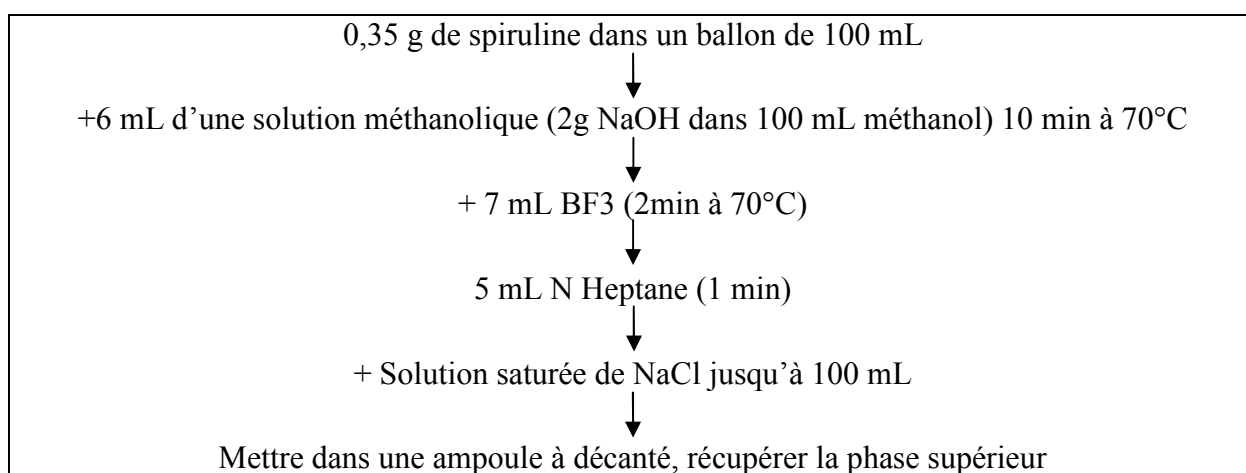 0,35 g de spiruline dans un ballon de 100 mL
+6 mL d’une solution méthanolique (2g NaOH dans 100 mL méthanol) 10 min à 70°C
+ 7 mL BF3 (2min à 70°C)
5 mL N Heptane (1 min)
+ Solution saturée de NaCl jusqu’à 100 mL
Mettre dans une ampoule à décanté, récupérer la phase supérieur